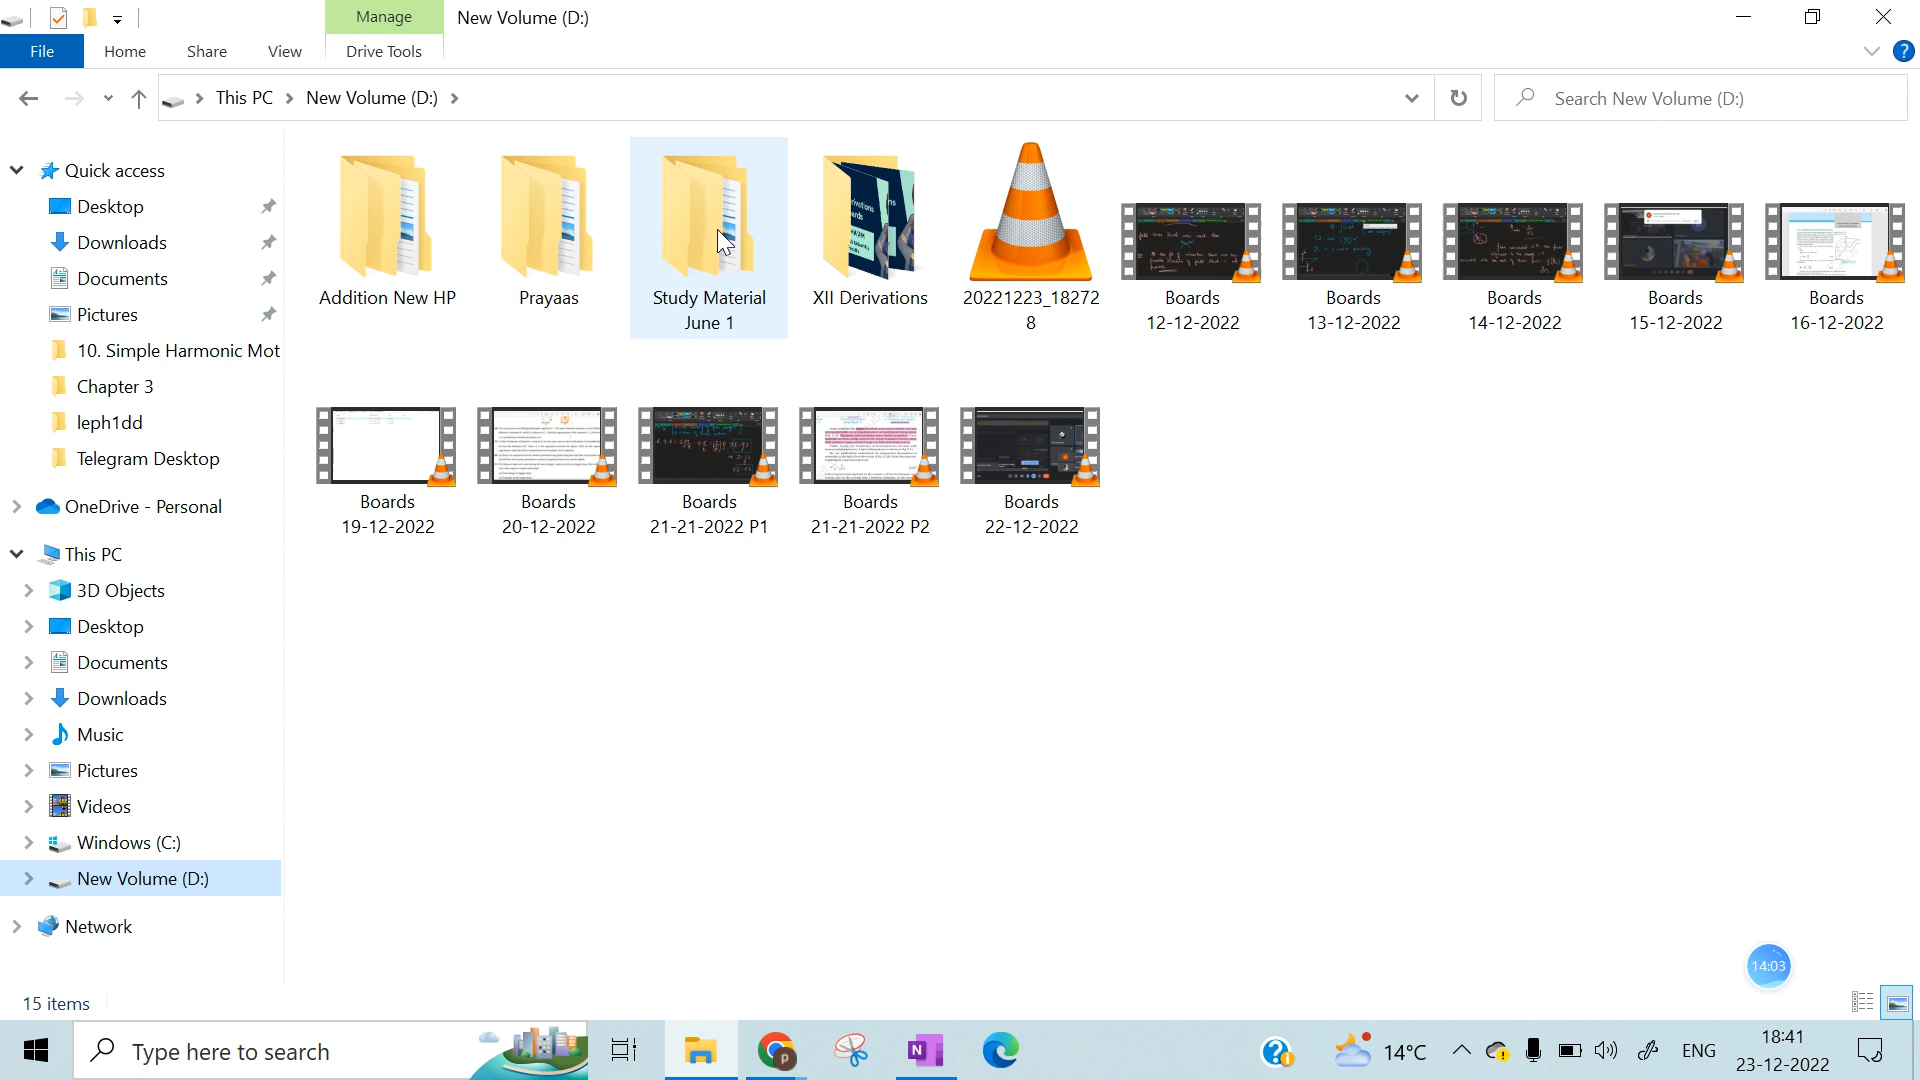 Manage
New Volume (D:)
File
Home
Share
View
Drive Tools
This PC
New Volume (D:)
Search New Volume (D:)
Quick access
Desktop
Downloads
Documents
Pictures
10. Simple Harmonic Mot
Chapter 3
leph1dd
Telegram Desktop
OneDrive - Personal
This PC
3D Objects
Desktop
Documents
Downloads
Music
Pictures
Videos
Windows (C:)
New Volume (D:)
Network
Addition New HP
Prayaas
Study Material
June 1
XII Derivations
20221223_18272
8
Boards
12-12-2022
Boards
13-12-2022
Boards
14-12-2022
Boards
15-12-2022
Boards
16-12-2022
Boards
19-12-2022
Boards
20-12-2022
Boards
21-21-2022 P1
Boards
21-21-2022 P2
Boards
22-12-2022
14:03
15 items
Type here to search
14°C
ENG
18:41
23-12-2022